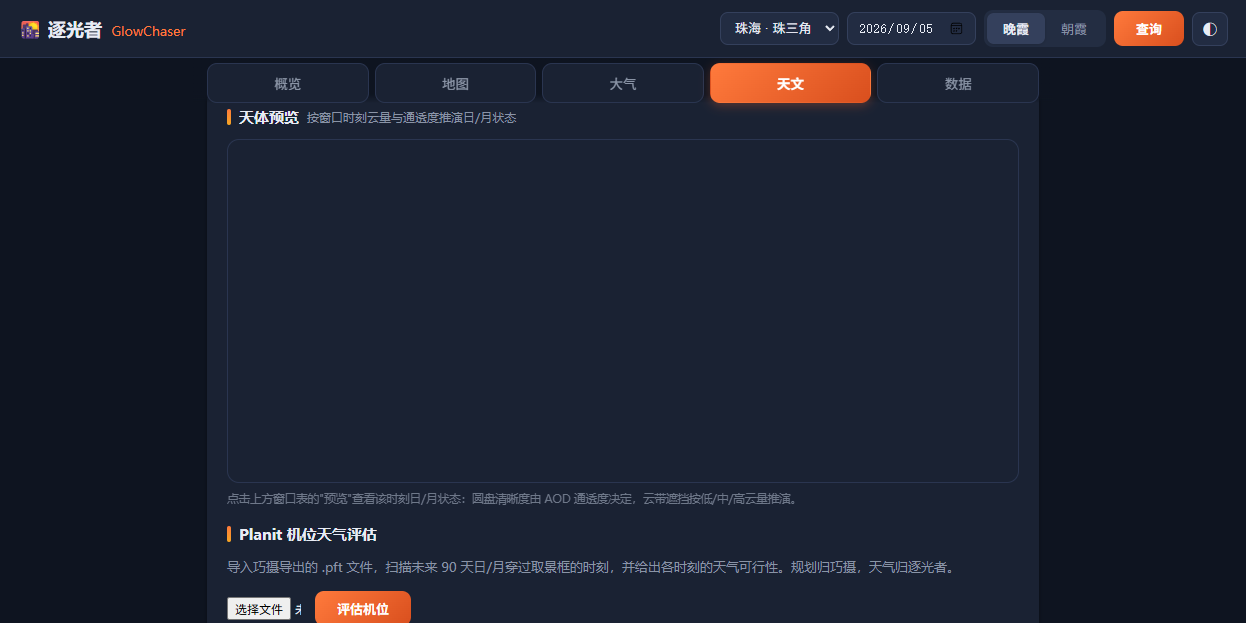 逐光者 GlowChaser
珠海 · 珠三角
2026/09/05
晚霞
朝霞
查询
概览
地图
大气
天文
数据
天体预览 按窗口时刻云量与通透度推演日/月状态
点击上方窗口表的"预览"查看该时刻日/月状态：圆盘清晰度由 AOD 通透度决定，云带遮挡按低/中/高云量推演。
Planit 机位天气评估
导入巧摄导出的 .pft 文件，扫描未来 90 天日/月穿过取景框的时刻，并给出各时刻的天气可行性。规划归巧摄，天气归逐光者。
选择文件
评估机位